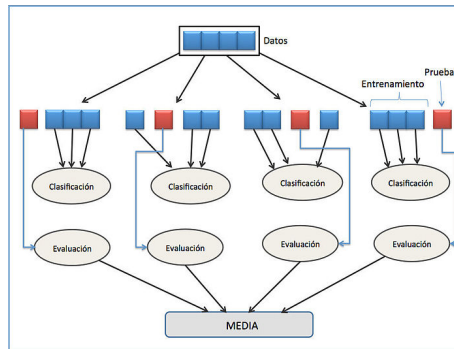 Datos
Entrenamiento
Prueba
Clasificación
Clasificación
Clasificación
Clasificación
Evaluación
Evaluación
Evaluación
Evaluación
MEDIA